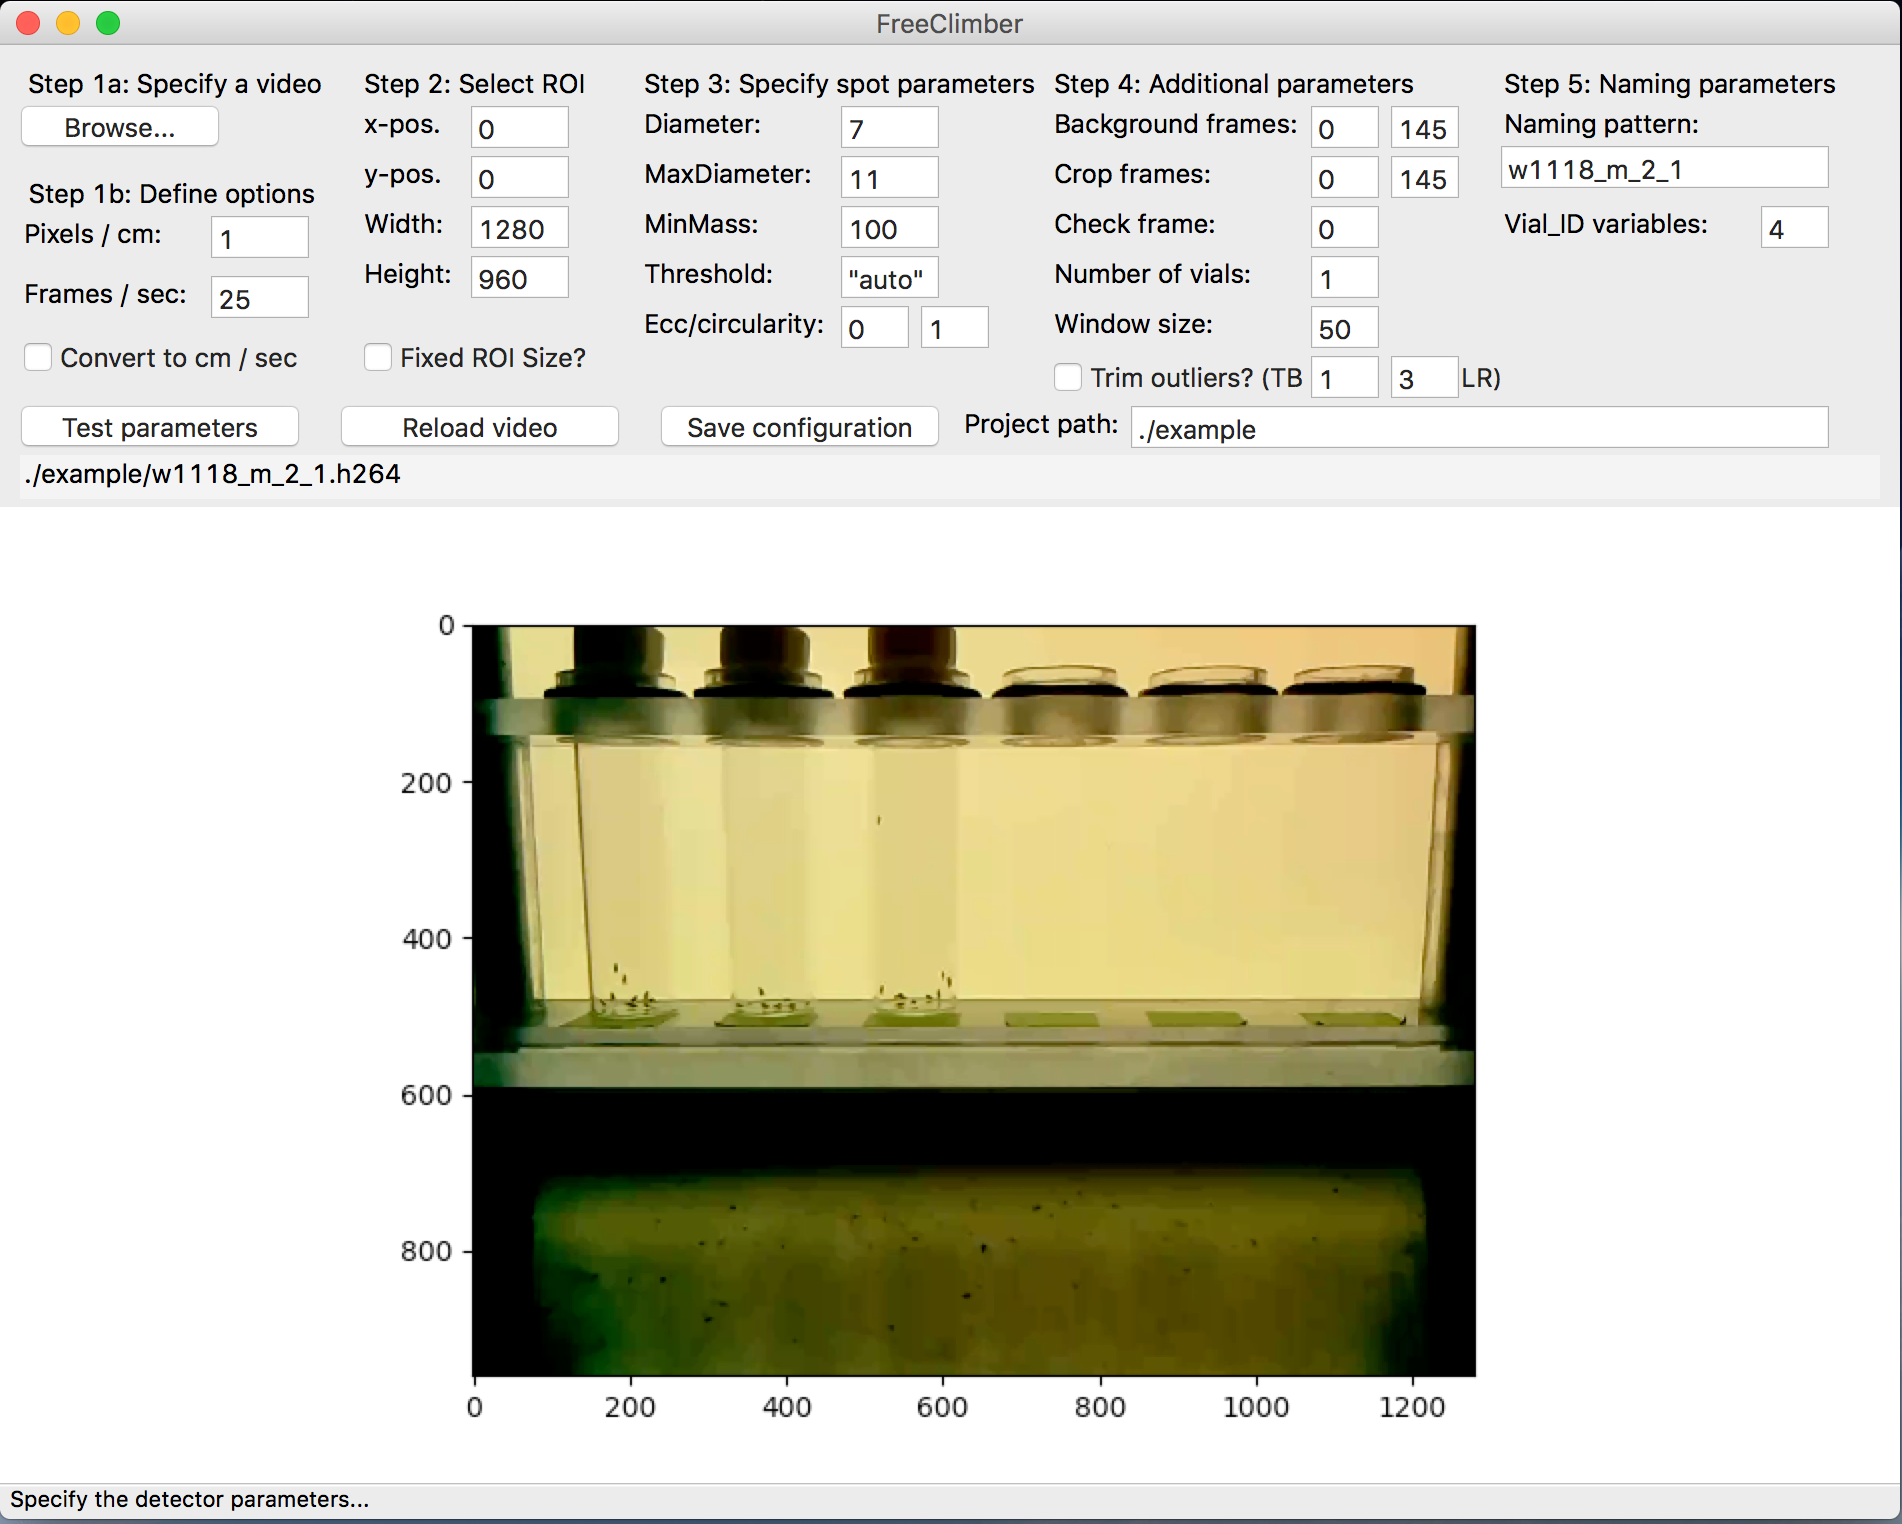 FreeClimber
Step 1a: Specify a video
Browse...
Step 1b: Define options
Pixels / cm: 1
Frames / sec: 25
Convert to cm / sec
Step 2: Select ROI
x-pos. 0
y-pos. 0
Width: 1280
Height: 960
Fixed ROI Size?
Step 3: Specify spot parameters
Diameter: 7
MaxDiameter: 11
MinMass: 100
Threshold: "auto"
Ecc/circularity: 0 1
Step 4: Additional parameters
Background frames: 0 145
Crop frames: 0 145
Check frame: 0
Number of vials: 1
Window size: 50
Trim outliers? (TB 1 3 LR)
Step 5: Naming parameters
Naming pattern:
w1118_m_2_1
Vial_ID variables: 4
Test parameters
Reload video
Save configuration
Project path: ./example
./example/w1118_m_2_1.h264
0
200
400
600
800
0 200 400 600 800 1000 1200
Specify the detector parameters...